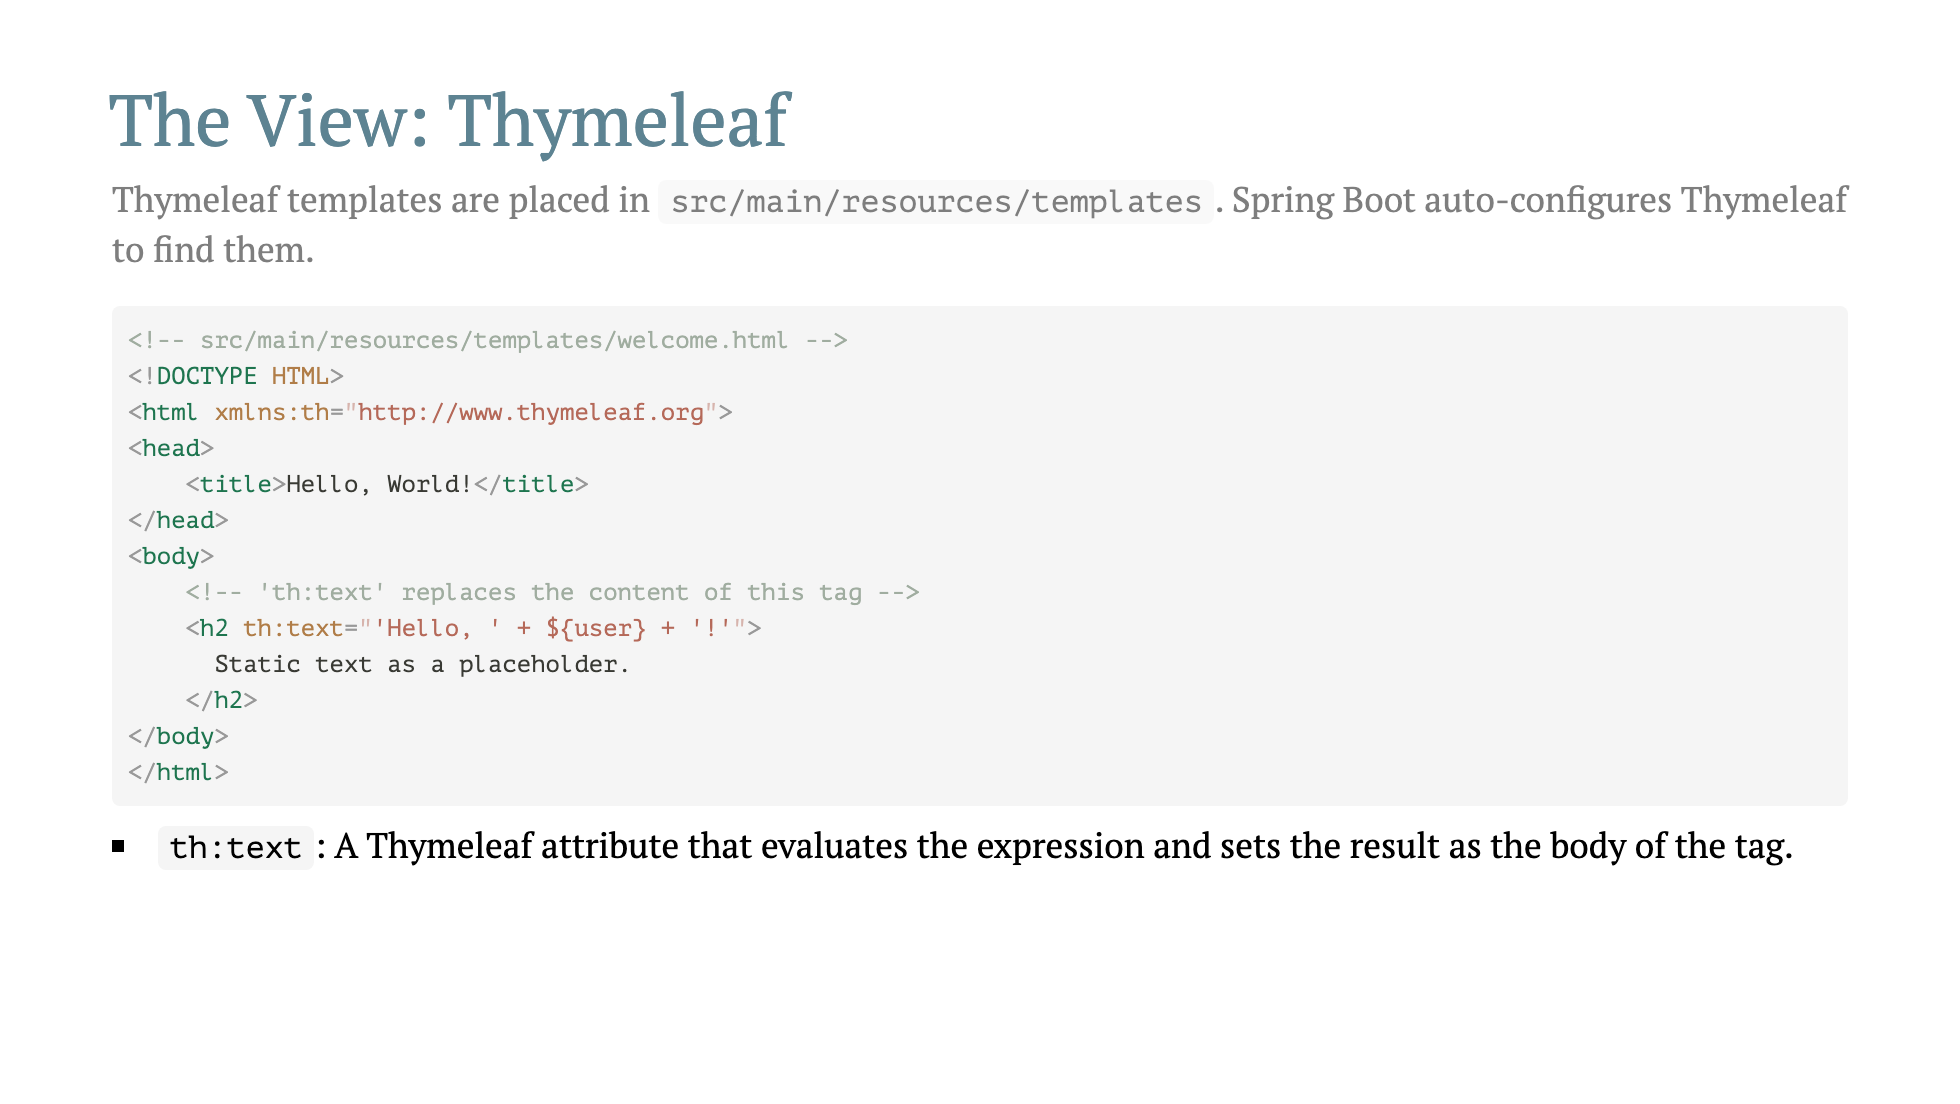 The View: Thymeleaf
Thymeleaf templates are placed in src/main/resources/templates. Spring Boot auto-configures Thymeleaf
to find them.
<!-- src/main/resources/templates/welcome.html -->
<!DOCTYPE HTML>
<html xmlns:th="http://www.thymeleaf.org">
<head>
    <title>Hello, World!</title>
</head>
<body>
    <!-- 'th:text' replaces the content of this tag -->
    <h2 th:text="'Hello, ' + ${user} + '!'">
      Static text as a placeholder.
    </h2>
</body>
</html>
▪ th:text: A Thymeleaf attribute that evaluates the expression and sets the result as the body of the tag.